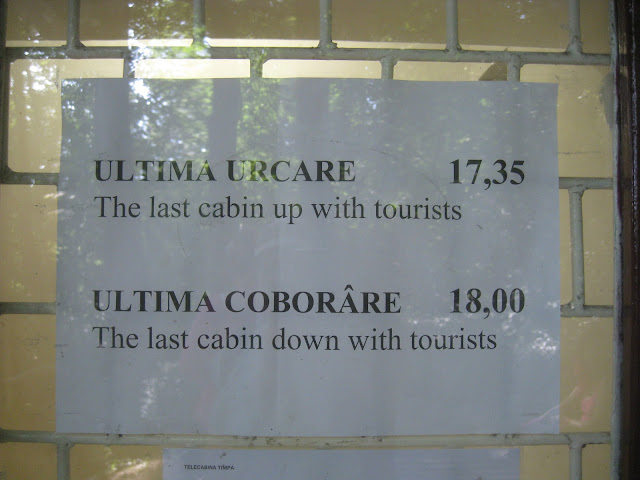 ULTIMA URCARE 17,35
The last cabin up with tourists
ULTIMA COBORÂRE 18,00
The last cabin down with tourists
TELECABINA TÎMPA